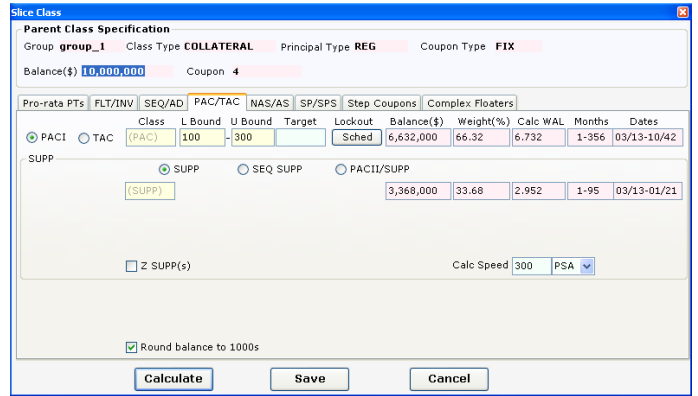 Slice Class
Parent Class Specification
Group group_1 Class Type COLLATERAL Principal Type REG Coupon Type FIX
Balance($) 10,000,000 Coupon 4
Pro-rata PTs FLT/INV SEQ/AD PAC/TAC NAS/AS SP/SPS Step Coupons Complex Floaters
Class L Bound U Bound Target Lockout Balance($) Weight(%) Calc WAL Months Dates
PACI TAC (PAC) 100 - 300 Sched 6,632,000 66.32 6.732 1-356 03/13-10/42
SUPP
SUPP SEQ SUPP PACII/SUPP
(SUPP) 3,368,000 33.68 2.952 1-95 03/13-01/21
Z SUPP(s) Calc Speed 300 PSA
Round balance to 1000s
Calculate Save Cancel